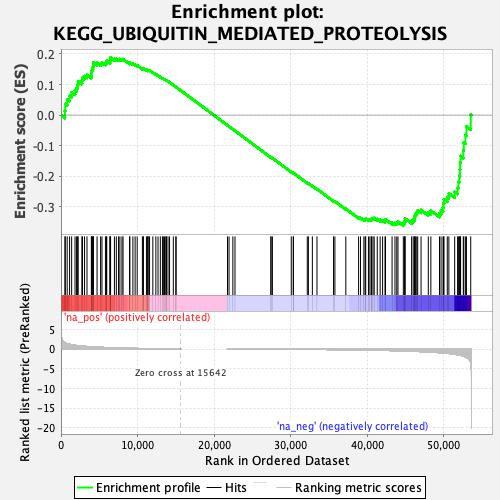 Enrichment plot:
KEGG_UBIQUITIN_MEDIATED_PROTEOLYSIS
Enrichment score (ES)
0.2
0.1
0.0
-0.1
-0.2
-0.3
'na_pos' (positively correlated)
Ranked list metric (PreRanked)
5
0
-5
-10
-15
-20
Zero cross at 15642
'na_neg' (negatively correlated)
0
10,000
20,000
30,000
40,000
50,000
Rank in Ordered Dataset
Enrichment profile
Hits
Ranking metric scores